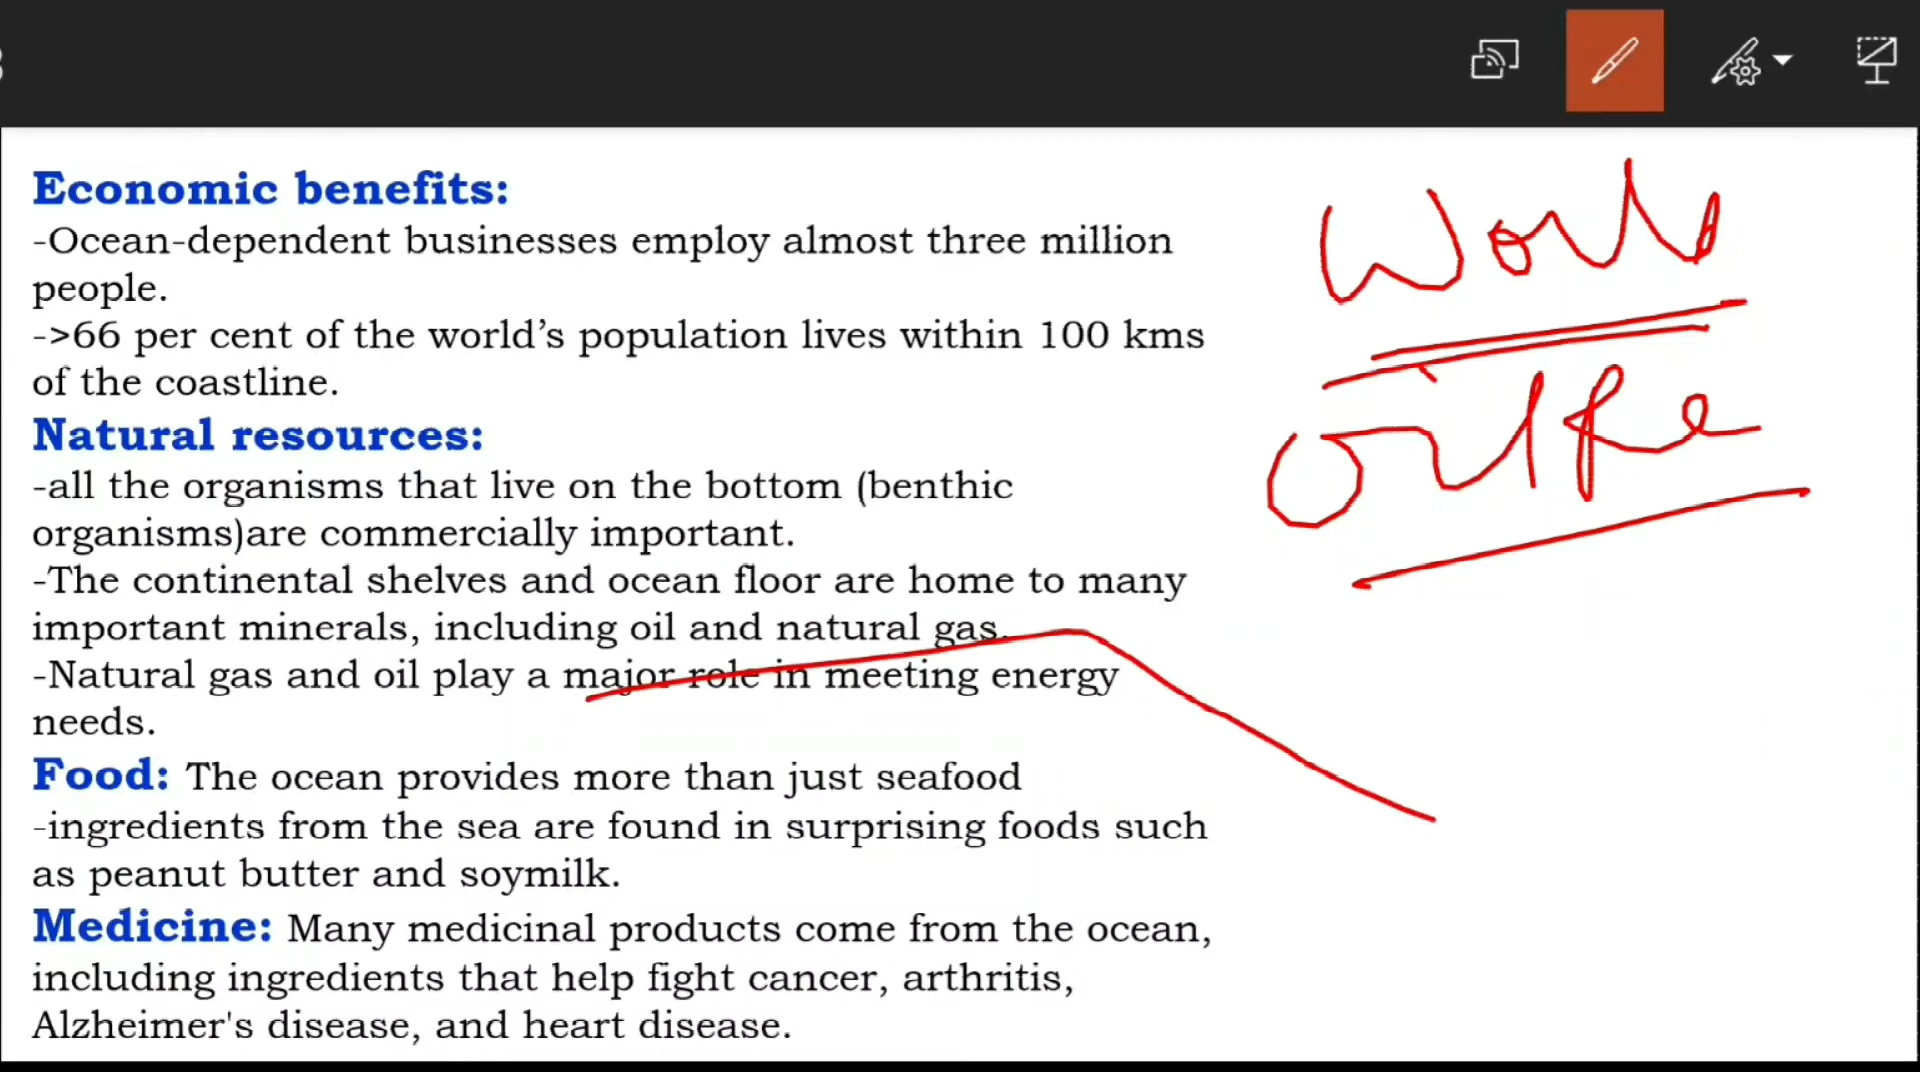 Economic benefits:
-Ocean-dependent businesses employ almost three million
people.
->66 per cent of the world’s population lives within 100 kms
of the coastline.
Natural resources:
-all the organisms that live on the bottom (benthic
organisms)are commercially important.
-The continental shelves and ocean floor are home to many
important minerals, including oil and natural gas.
-Natural gas and oil play a major role in meeting energy
needs.
Food: The ocean provides more than just seafood
-ingredients from the sea are found in surprising foods such
as peanut butter and soymilk.
Medicine: Many medicinal products come from the ocean,
including ingredients that help fight cancer, arthritis,
Alzheimer's disease, and heart disease.
World